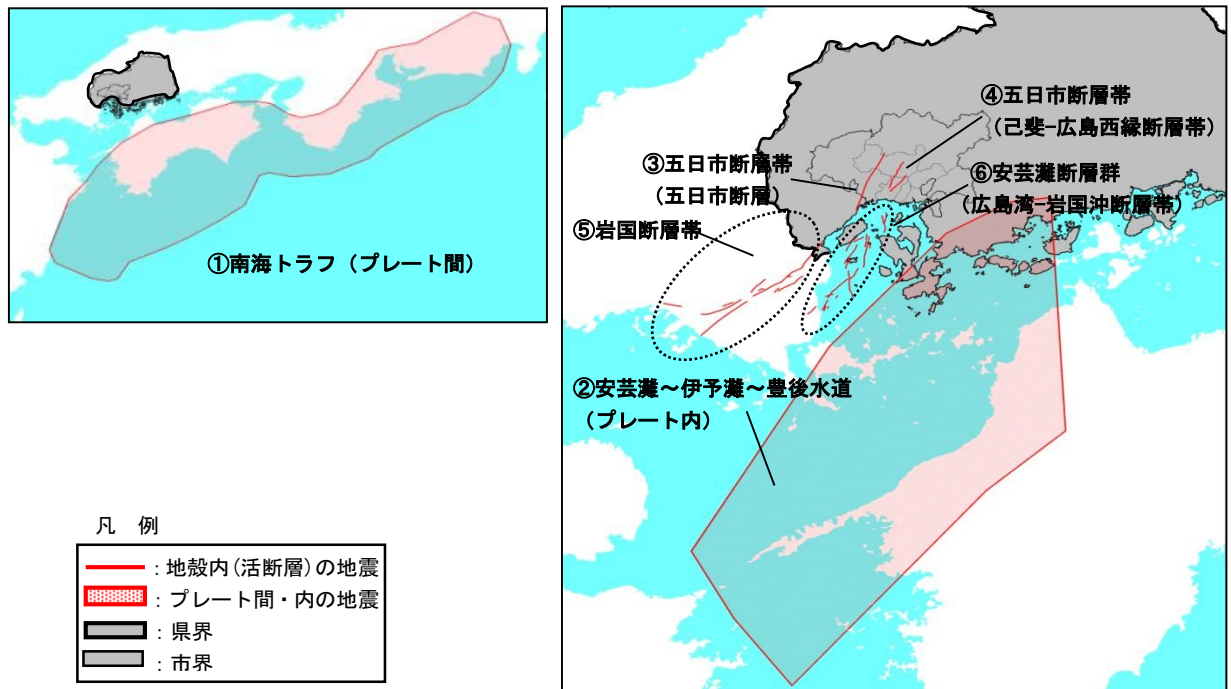 ①南海トラフ（プレート間）
④五日市断層帯
（己斐-広島西縁断層帯）
③五日市断層帯
（五日市断層）
⑥安芸灘断層群
（広島湾-岩国沖断層帯）
⑤岩国断層帯
②安芸灘～伊予灘～豊後水道
（プレート内）
凡　例
：地殻内(活断層)の地震
：プレート間・内の地震
：県界
：市界